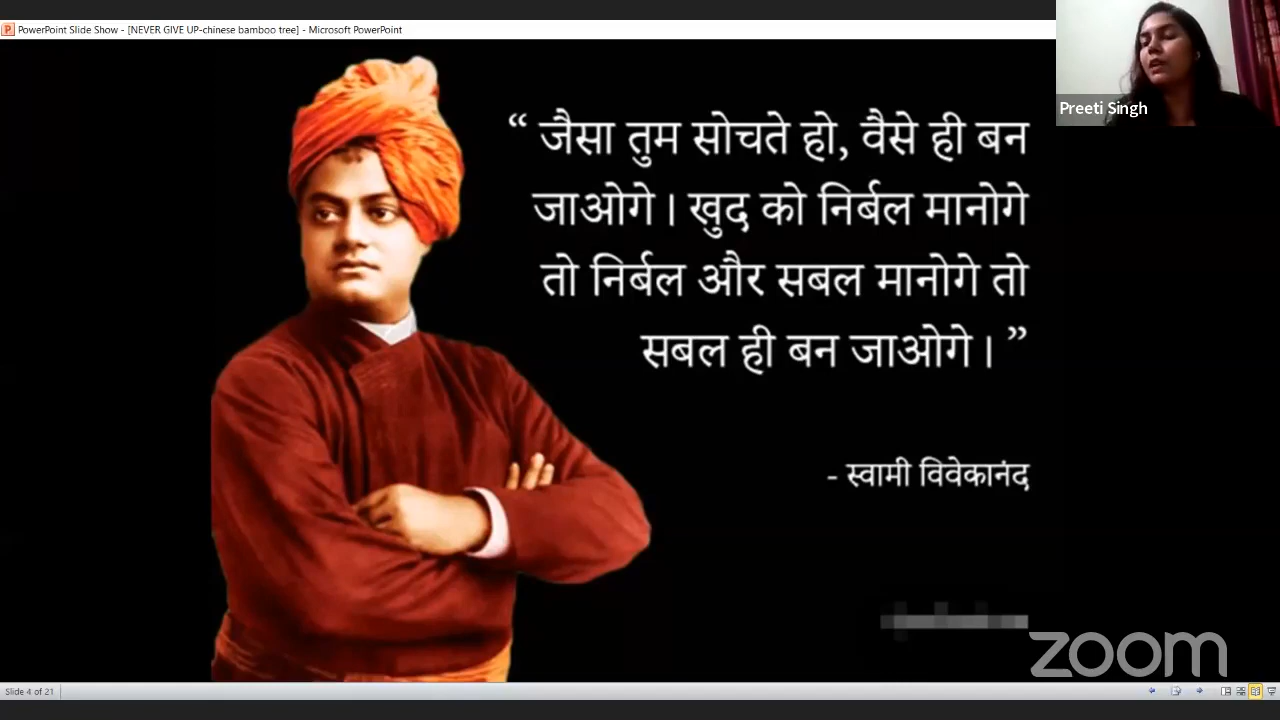 PowerPoint Slide Show - [NEVER GIVE UP-chinese bamboo tree] - Microsoft PowerPoint
Preeti Singh
“ जैसा तुम सोचते हो, वैसे ही बन
जाओगे। खुद को निर्बल मानोगे
तो निर्बल और सबल मानोगे तो
सबल ही बन जाओगे। ”
- स्वामी विवेकानंद
zoom
Slide 4 of 21